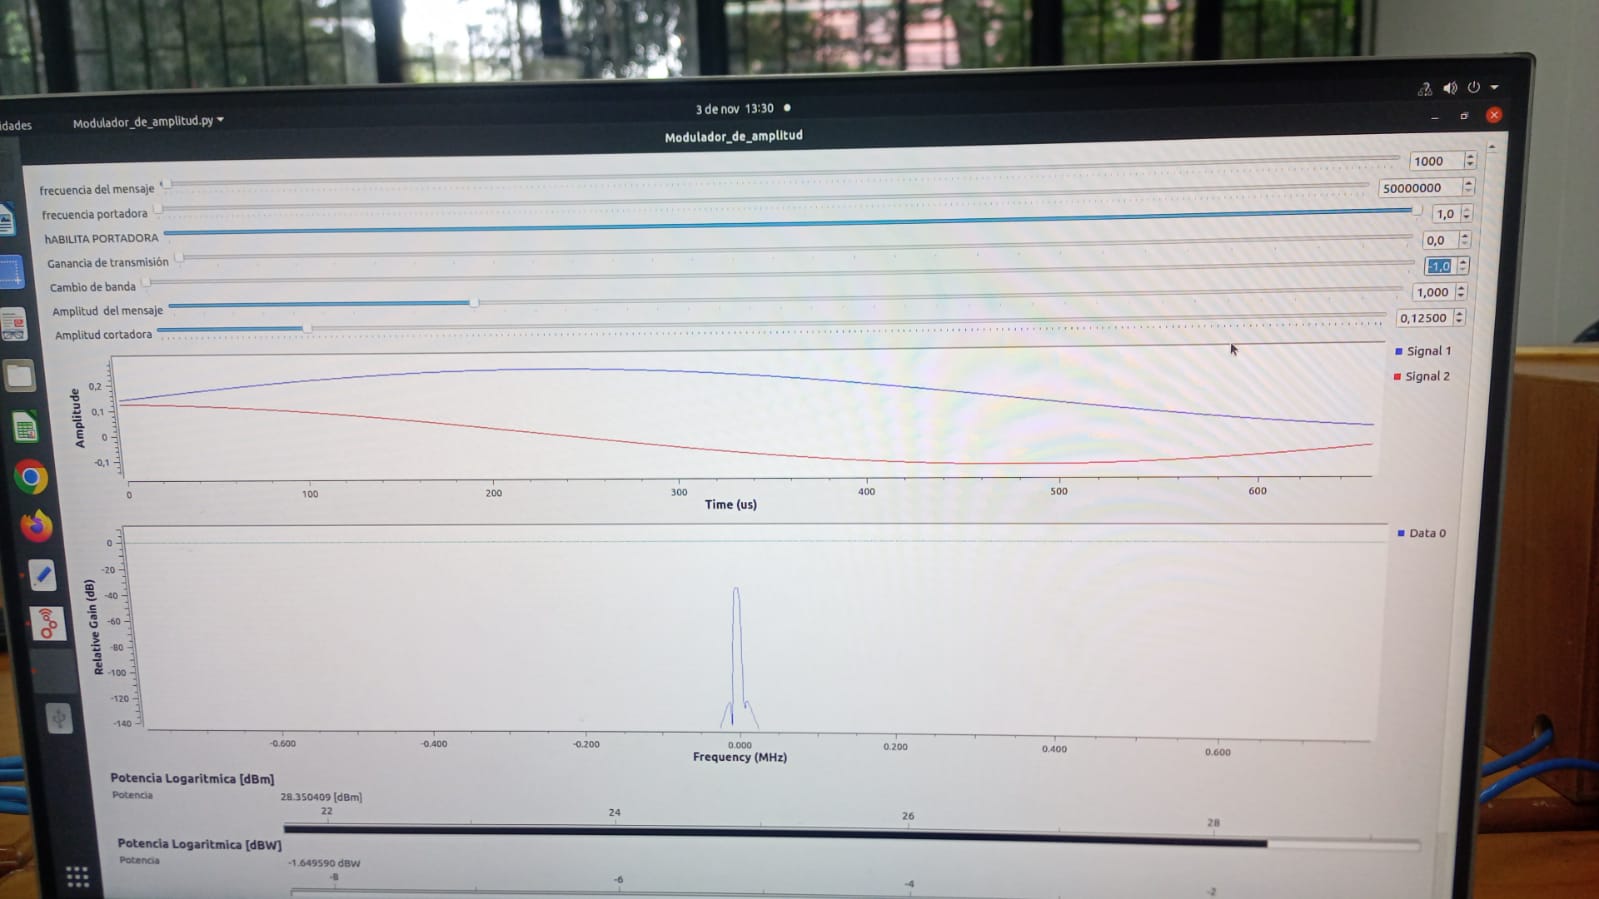 idades
Modulador_de_amplitud.py
3 de nov 13:30
Modulador_de_amplitud
frecuencia del mensaje
1000
frecuencia portadora
50000000
hABILITA PORTADORA
1,0
Ganancia de transmisión
0,0
Cambio de banda
-1,0
Amplitud del mensaje
1,000
Amplitud cortadora
0,12500
Amplitude
0,2
0,1
0
-0,1
Signal 1
Signal 2
0 100 200 300 400 500 600
Time (us)
Relative Gain (dB)
0
-20
-40
-60
-80
-100
-120
-140
Data 0
-0.600 -0.400 -0.200 0.000 0.200 0.400 0.600
Frequency (MHz)
Potencia Logaritmica [dBm]
Potencia
28.350409 [dBm]
22 24 26 28
Potencia Logaritmica [dBW]
Potencia
-1.649590 dBW
-8 -6 -4 -2